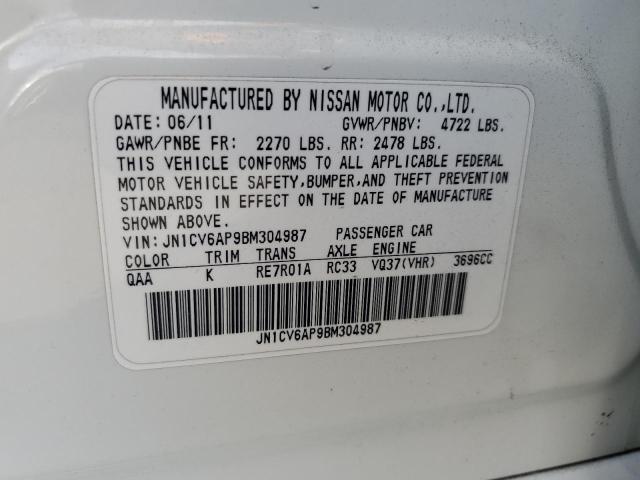 MANUFACTURED BY NISSAN MOTOR CO.,LTD.
DATE: 06/11 GVWR/PNBV: 4722 LBS.
GAWR/PNBE FR: 2270 LBS. RR: 2478 LBS.
THIS VEHICLE CONFORMS TO ALL APPLICABLE FEDERAL
MOTOR VEHICLE SAFETY,BUMPER,AND THEFT PREVENTION
STANDARDS IN EFFECT ON THE DATE OF MANUFACTURE
SHOWN ABOVE.
VIN: JN1CV6AP9BM304987 PASSENGER CAR
COLOR TRIM TRANS AXLE ENGINE
QAA K RE7R01A RC33 VQ37(VHR) 3696CC
JN1CV6AP9BM304987